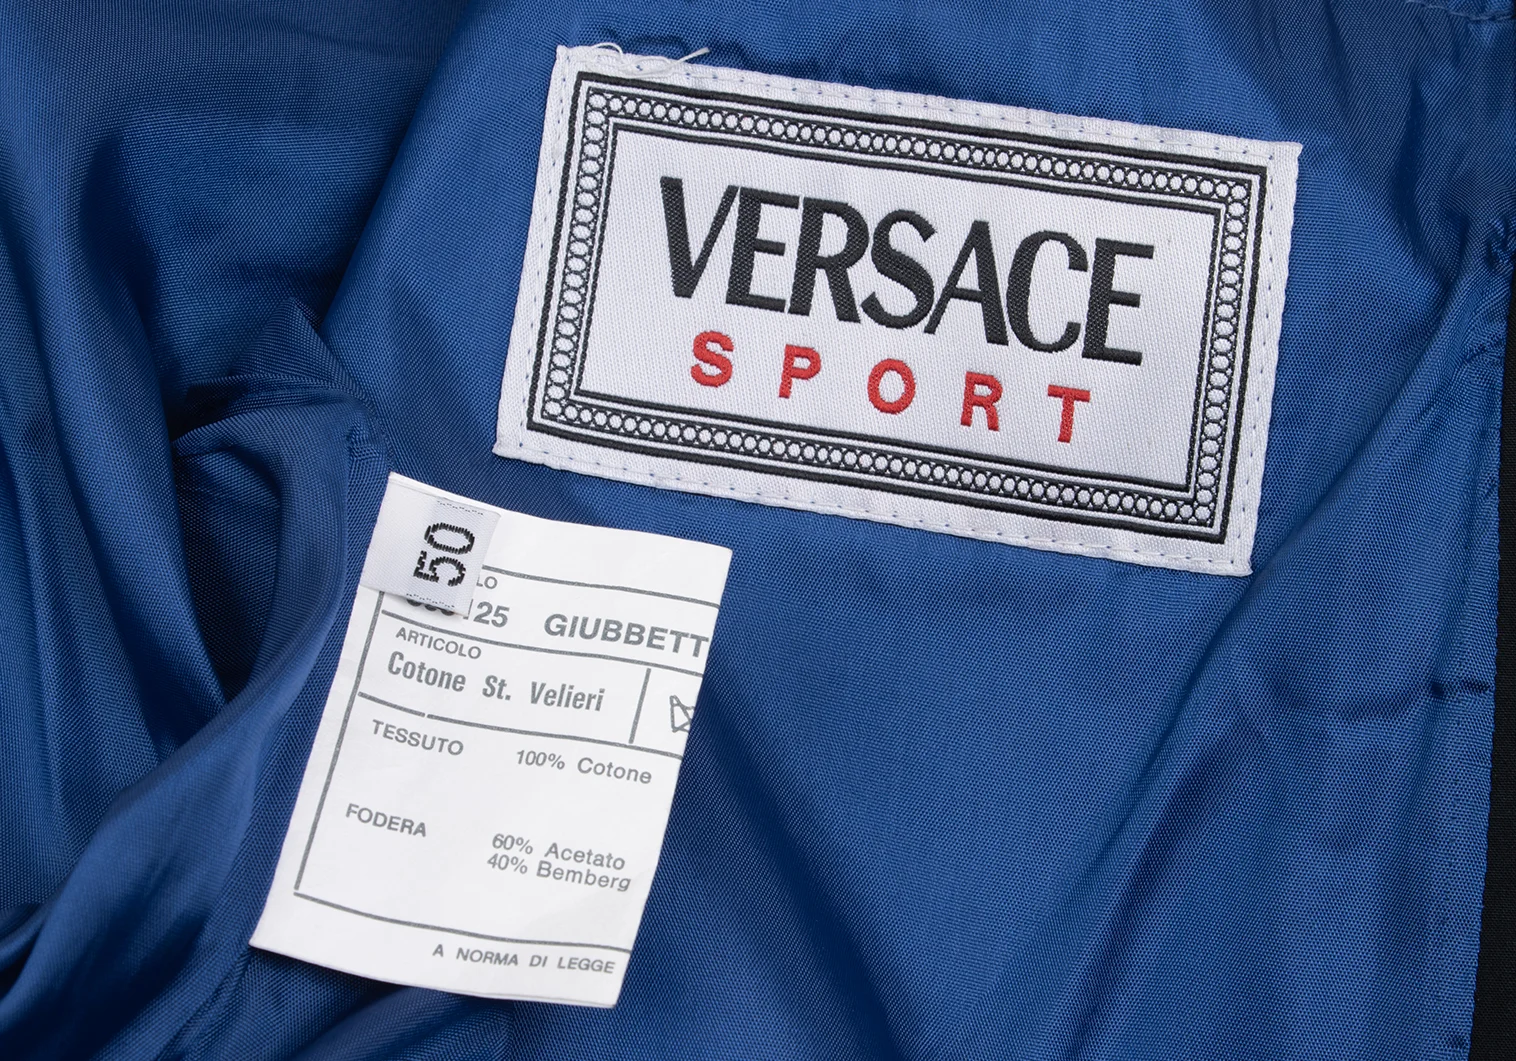 VERSACE
SPORT
50
125 GIUBBETT
ARTICOLO
Cotone St. Velieri
TESSUTO 100% Cotone
FODERA 60% Acetato
40% Bemberg
A NORMA DI LEGGE